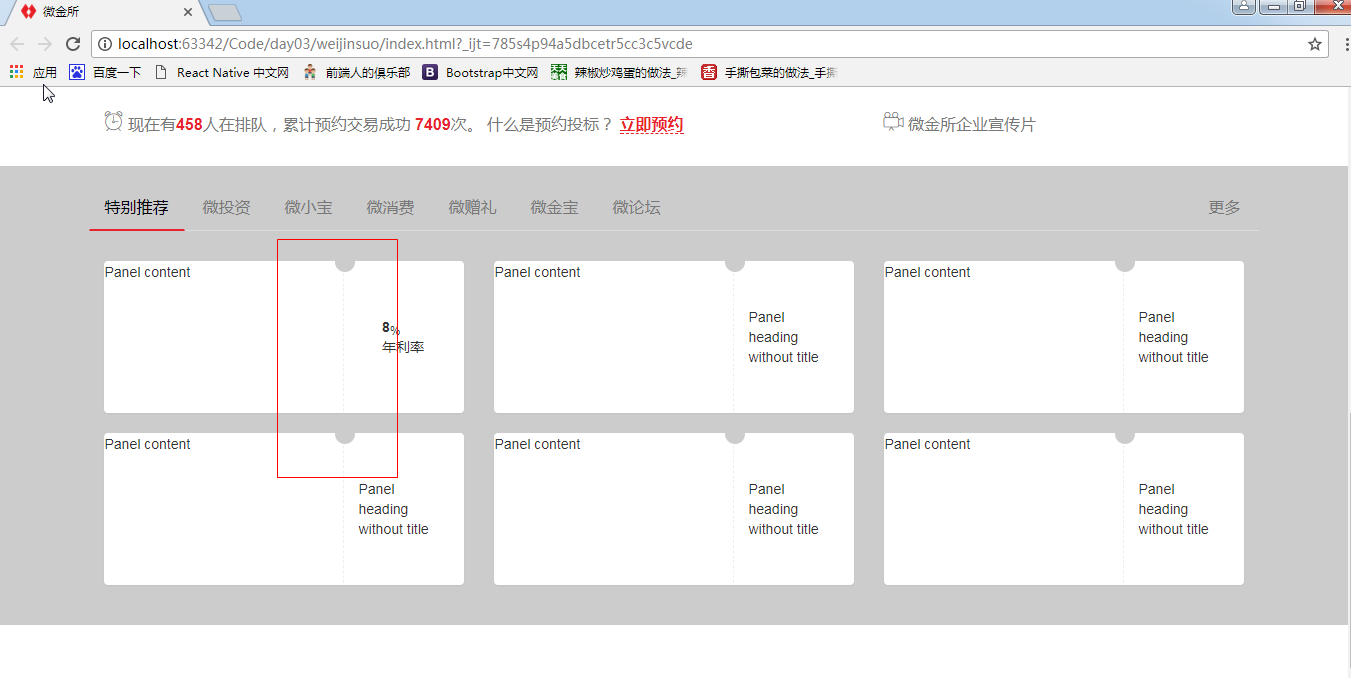 微金所
localhost:63342/Code/day03/weijinsuo/index.html?_ijt=785s4p94a5dbcetr5cc3c5vcde
应用 百度一下 React Native 中文网 前端人的俱乐部 B Bootstrap中文网 辣椒炒鸡蛋的做法_辣 香 手撕包菜的做法_手撕
现在有458人在排队，累计预约交易成功 7409次。 什么是预约投标？ 立即预约 微金所企业宣传片
特别推荐 微投资 微小宝 微消费 微赠礼 微金宝 微论坛 更多
Panel content
8%
年利率
Panel content
Panel
heading
without title
Panel content
Panel
heading
without title
Panel content
Panel
heading
without title
Panel content
Panel
heading
without title
Panel content
Panel
heading
without title